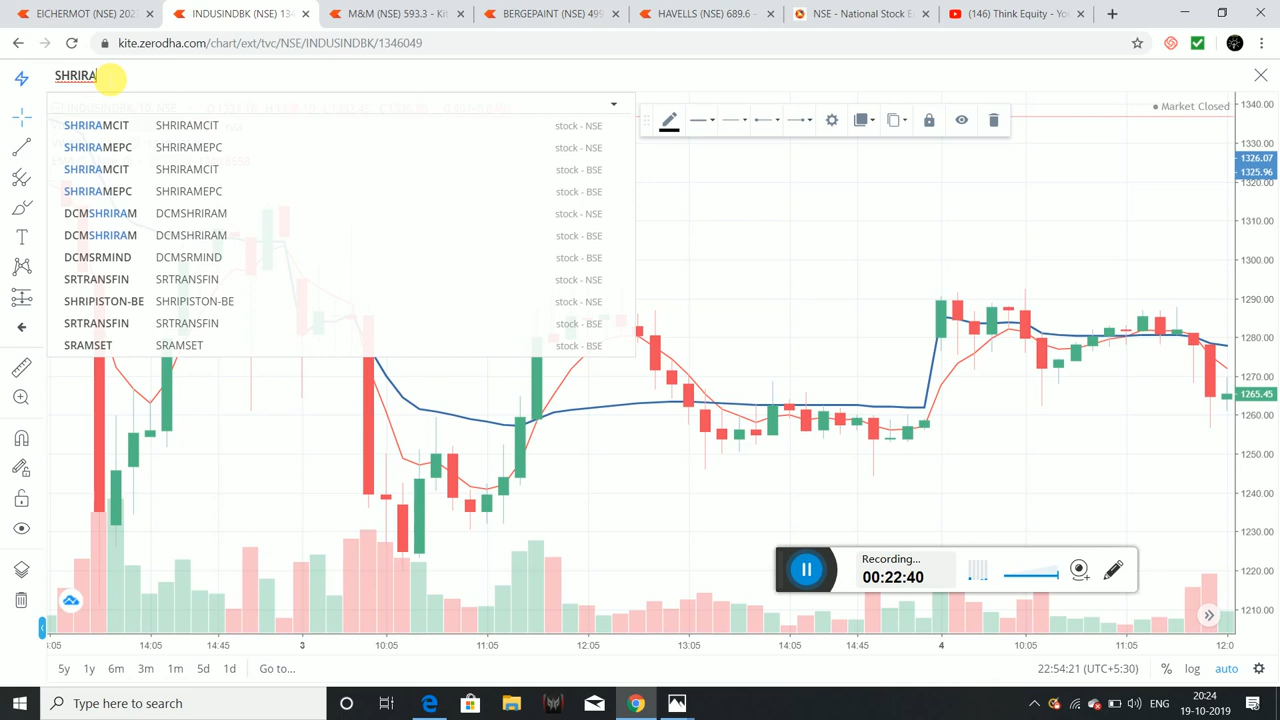 EICHERMOT (NSE) 202
INDUSINDBK (NSE) 134
M&M (NSE) 593.3 - Kit
BERGEPAINT (NSE) 499
HAVELLS (NSE) 689.6 -
NSE - National Stock Ex
(146) Think Equity - Yo
kite.zerodha.com/chart/ext/tvc/NSE/INDUSINDBK/1346049
SHRIRA
Market Closed
SHRIRAMCIT SHRIRAMCIT stock - NSE
SHRIRAMEPC SHRIRAMEPC stock - NSE
SHRIRAMCIT SHRIRAMCIT stock - BSE
SHRIRAMEPC SHRIRAMEPC stock - BSE
DCMSHRIRAM DCMSHRIRAM stock - NSE
DCMSHRIRAM DCMSHRIRAM stock - BSE
DCMSRMIND DCMSRMIND stock - BSE
SRTRANSFIN SRTRANSFIN stock - NSE
SHRIPISTON-BE SHRIPISTON-BE stock - NSE
SRTRANSFIN SRTRANSFIN stock - BSE
SRAMSET SRAMSET stock - BSE
1340.00
1330.00
1326.07
1325.96
1320.00
1310.00
1300.00
1290.00
1280.00
1270.00
1265.45
1260.00
1250.00
1240.00
1230.00
1220.00
1210.00
Recording...
00:22:40
:05 14:05 14:45 3 10:05 11:05 12:05 13:05 14:05 14:45 4 10:05 11:05 12:0
5y 1y 6m 3m 1m 5d 1d Go to...
22:54:21 (UTC+5:30) % log auto
Type here to search
ENG
20:24
19-10-2019